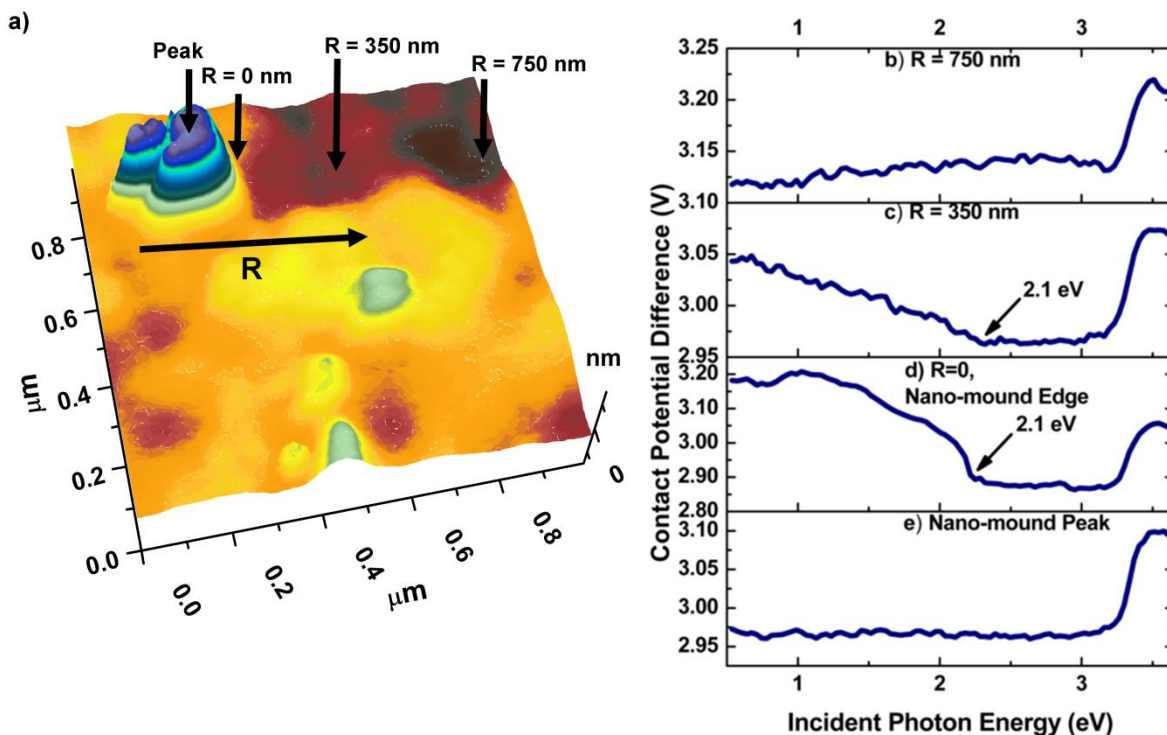 a)
Peak
R = 0 nm
R = 350 nm
R = 750 nm
R
nm
0
0.8
0.6
0.4
0.2
0.0
μm
0.0
0.2
0.4
0.6
0.8
μm
1 2 3
3.25
3.20
3.15
3.10
b) R = 750 nm
3.05
3.00
2.95
c) R = 350 nm
2.1 eV
3.20
3.10
3.00
2.90
2.80
d) R=0,
Nano-mound Edge
2.1 eV
3.10
3.05
3.00
2.95
e) Nano-mound Peak
Contact Potential Difference (V)
1 2 3
Incident Photon Energy (eV)